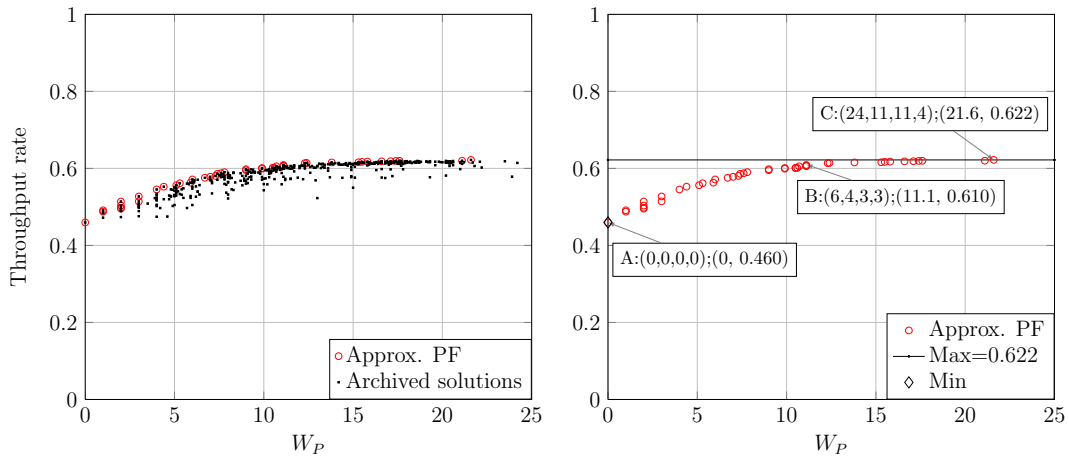 Throughput rate
1
0.8
0.6
0.4
0.2
0
0 5 10 15 20 25
W_P
Approx. PF
Archived solutions
1
0.8
0.6
0.4
0.2
0
0 5 10 15 20 25
W_P
C:(24,11,11,4);(21.6, 0.622)
B:(6,4,3,3);(11.1, 0.610)
A:(0,0,0,0);(0, 0.460)
Approx. PF
Max=0.622
Min